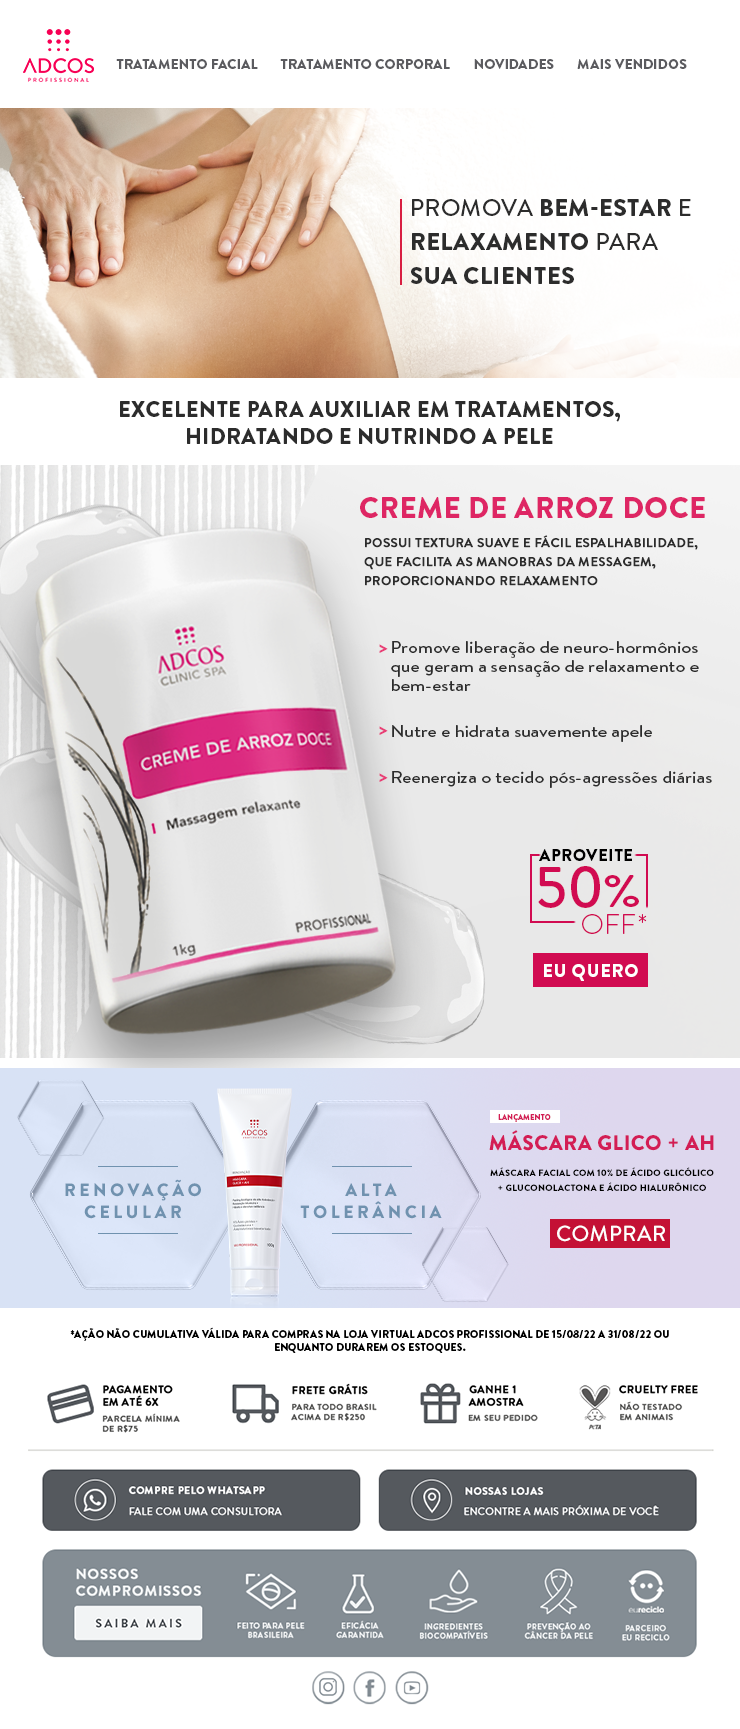 ADCOS
PROFISSIONAL
TRATAMENTO FACIAL
TRATAMENTO CORPORAL
NOVIDADES
MAIS VENDIDOS
PROMOVA BEM-ESTAR E
RELAXAMENTO PARA
SUA CLIENTES
EXCELENTE PARA AUXILIAR EM TRATAMENTOS,
HIDRATANDO E NUTRINDO A PELE
CREME DE ARROZ DOCE
POSSUI TEXTURA SUAVE E FÁCIL ESPALHABILIDADE,
QUE FACILITA AS MANOBRAS DA MESSAGEM,
PROPORCIONANDO RELAXAMENTO
ADCOS
CLINIC SPA
CREME DE ARROZ DOCE
Massagem relaxante
1kg
PROFISSIONAL
> Promove liberação de neuro-hormônios
que geram a sensação de relaxamento e
bem-estar
> Nutre e hidrata suavemente apele
> Reenergiza o tecido pós-agressões diárias
APROVEITE
50%
OFF*
EU QUERO
RENOVAÇÃO
CELULAR
ADCOS
ALTA
TOLERÂNCIA
LANÇAMENTO
MÁSCARA GLICO + AH
MÁSCARA FACIAL COM 10% DE ÁCIDO GLICÓLICO
+ GLUCONOLACTONA E ÁCIDO HIALURÔNICO
COMPRAR
*AÇÃO NÃO CUMULATIVA VÁLIDA PARA COMPRAS NA LOJA VIRTUAL ADCOS PROFISSIONAL DE 15/08/22 A 31/08/22 OU
ENQUANTO DURAREM OS ESTOQUES.
PAGAMENTO
EM ATÉ 6X
PARCELA MÍNIMA
DE R$75
FRETE GRÁTIS
PARA TODO BRASIL
ACIMA DE R$250
GANHE 1
AMOSTRA
EM SEU PEDIDO
PeTA
CRUELTY FREE
NÃO TESTADO
EM ANIMAIS
COMPRE PELO WHATSAPP
FALE COM UMA CONSULTORA
NOSSAS LOJAS
ENCONTRE A MAIS PRÓXIMA DE VOCÊ
NOSSOS
COMPROMISSOS
SAIBA MAIS
FEITO PARA PELE
BRASILEIRA
EFICÁCIA
GARANTIDA
INGREDIENTES
BIOCOMPATÍVEIS
PREVENÇÃO AO
CÂNCER DA PELE
eureciclo
PARCEIRO
EU RECICLO